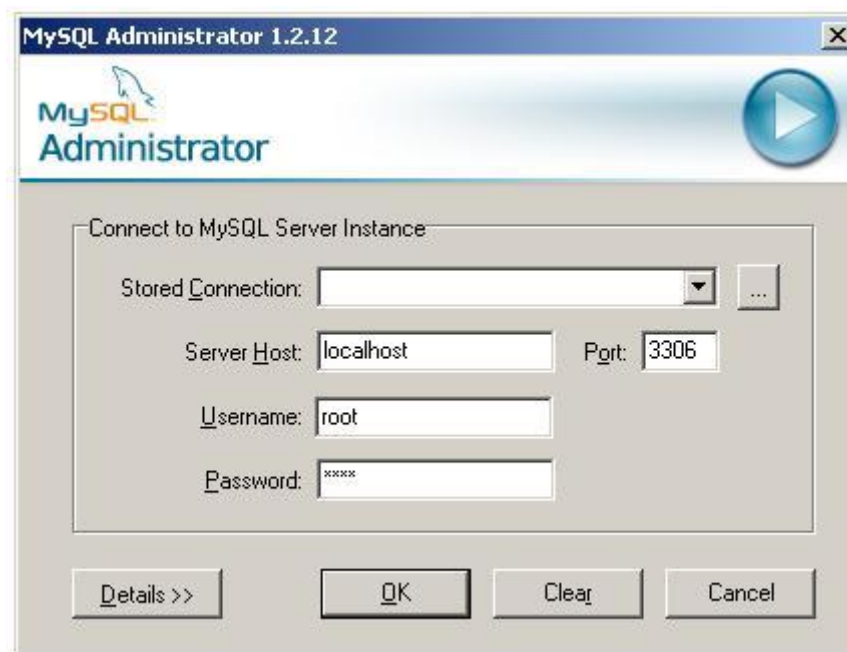 MySQL Administrator 1.2.12
MySQL
Administrator
Connect to MySQL Server Instance
Stored Connection:
...
Server Host: localhost Port: 3306
Username: root
Password: ****
Details >> OK Clear Cancel